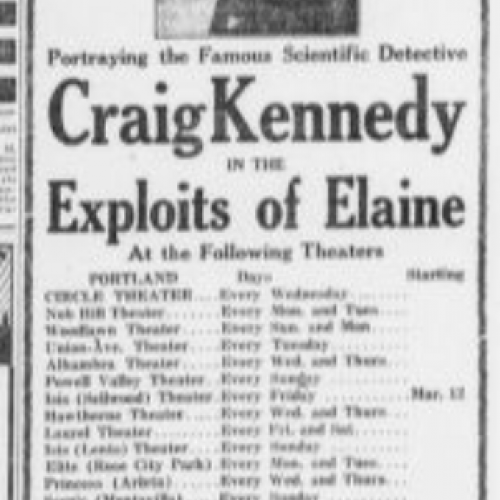 Portraying the Famous Scientific Detective
Craig Kennedy
IN THE
Exploits of Elaine
At the Following Theaters
PORTLAND Days Starting
CIRCLE THEATER....Every Wednesday........
Nob Hill Theater.......Every Mon. and Tues....
Woodlawn Theater....Every Sun. and Mon....
Union-Ave. Theater....Every Tuesday........
Alhambra Theater.....Every Wed. and Thurs...
Powell Valley Theater..Every Sunday........
Isis (Sellwood) Theater.Every Friday..........Mar. 12
Hawthorne Theater....Every Wed. and Thurs...
Laurel Theater........Every Fri. and Sat....
Isis (Lents) Theater...Every Sunday........
Elite (Rose City Park).Every Mon. and Tues...
Princess (Arleta)......Every Wed. and Thurs...
Every Sunday